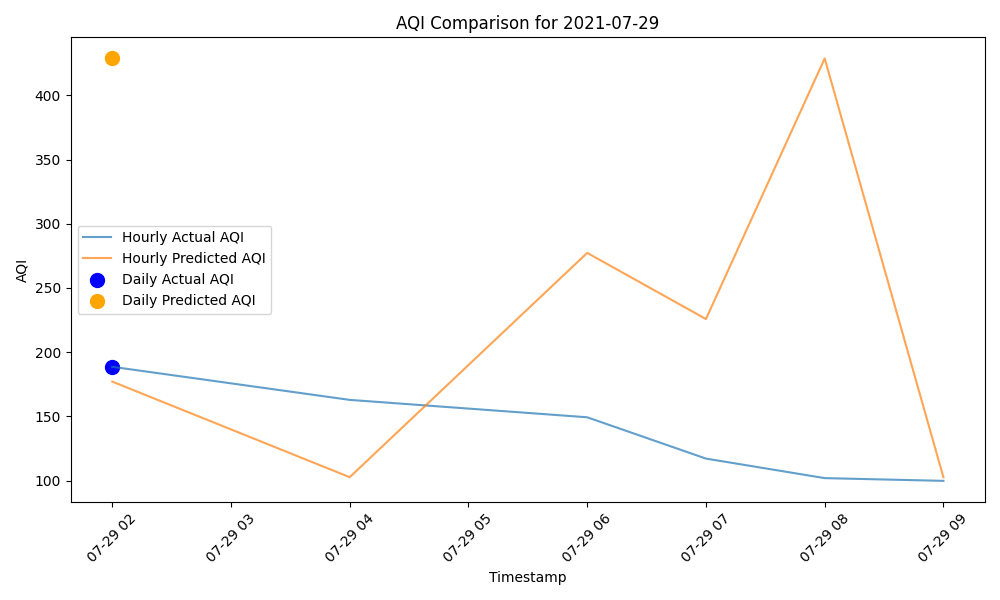 AQI Comparison for 2021-07-29
AQI
400
350
300
250
200
150
100
Hourly Actual AQI
Hourly Predicted AQI
Daily Actual AQI
Daily Predicted AQI
07-29 02
07-29 03
07-29 04
07-29 05
07-29 06
07-29 07
07-29 08
07-29 09
Timestamp